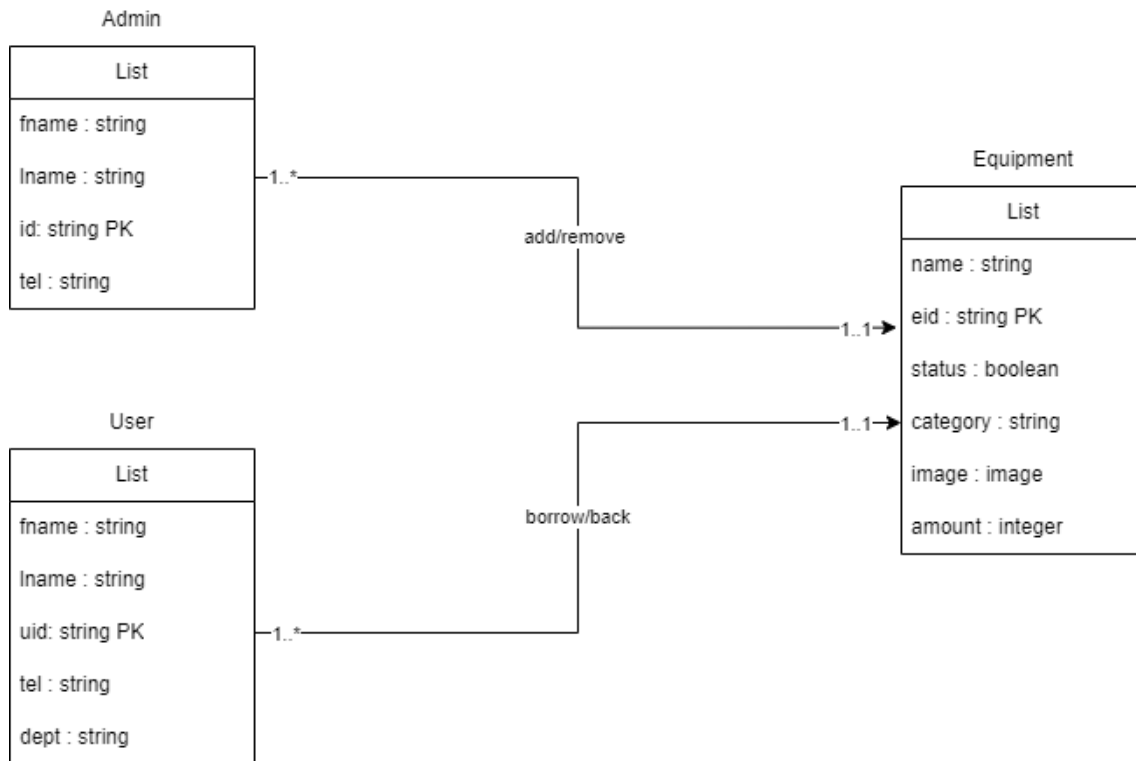 Admin
List
fname : string
lname : string
id: string PK
tel : string
1..*
add/remove
1..1
Equipment
List
name : string
eid : string PK
status : boolean
category : string
image : image
amount : integer
User
List
fname : string
lname : string
uid: string PK
tel : string
dept : string
1..*
borrow/back
1..1